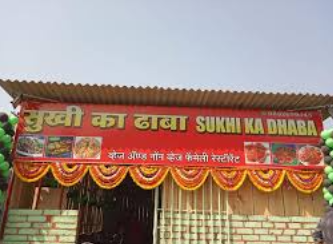 सुखी का ढाबा SUKHI KA DHABA
व्हेज अँण्ड नॉन व्हेज फॅमेली रेस्टॉरेंट